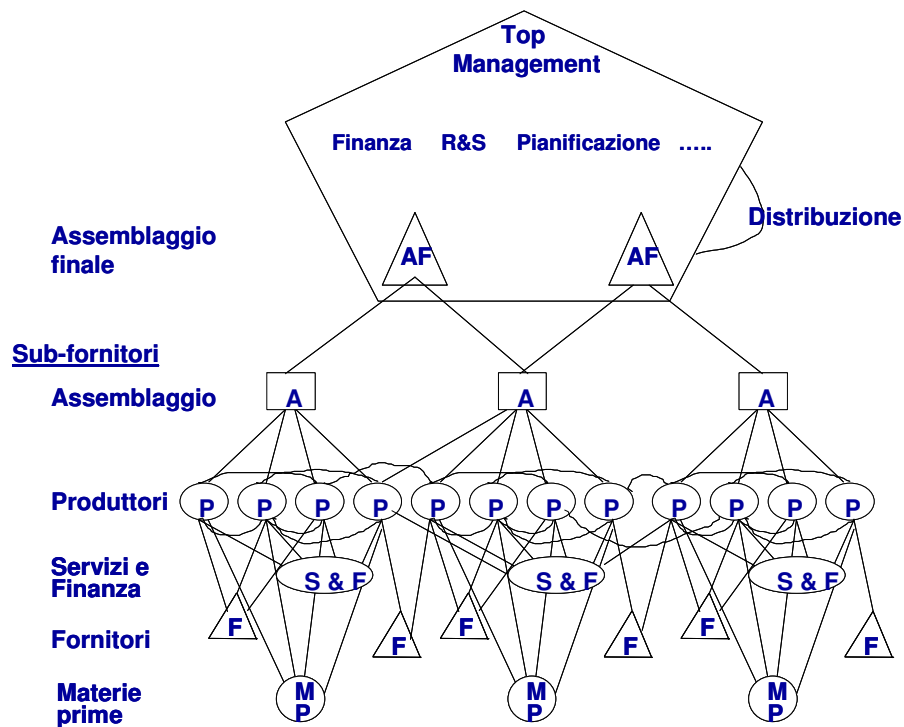 Top
Management
Finanza R&S Pianificazione …..
Distribuzione
Assemblaggio
finale
AF AF
Sub-fornitori
Assemblaggio
A A A
Produttori
P P P P P P P P P P P P
Servizi e
Finanza
S & F S & F S & F
Fornitori
F F F F F F
Materie
prime
M M M
P P P